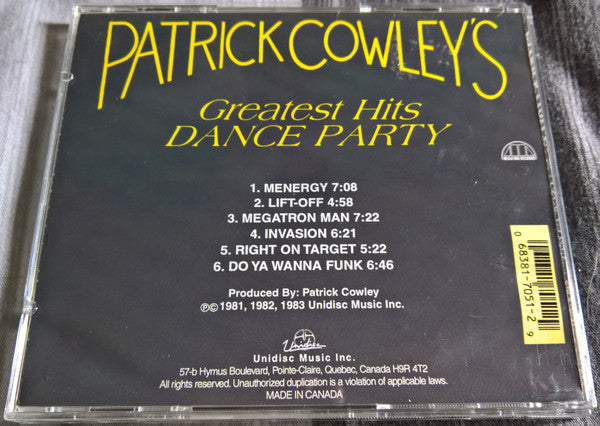 PATRICK COWLEY'S
Greatest Hits
DANCE PARTY
1. MENERGY 7:08
2. LIFT-OFF 4:58
3. MEGATRON MAN 7:22
4. INVASION 6:21
5. RIGHT ON TARGET 5:22
6. DO YA WANNA FUNK 6:46
Produced By: Patrick Cowley
℗© 1981, 1982, 1983 Unidisc Music Inc.
0 68381-7051-2 9
Unidisc
Unidisc Music Inc.
57-b Hymus Boulevard, Pointe-Claire, Quebec, Canada H9R 4T2
All rights reserved. Unauthorized duplication is a violation of applicable laws.
MADE IN CANADA